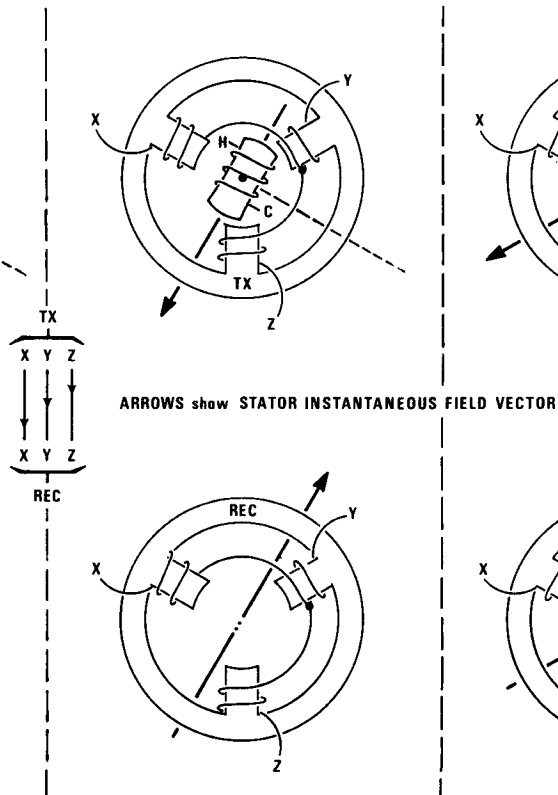 Y
X
X
H
C
TX
Z
TX
X Y Z
ARROWS show STATOR INSTANTANEOUS FIELD VECTOR
X Y Z
REC
REC
Y
X
X
Z